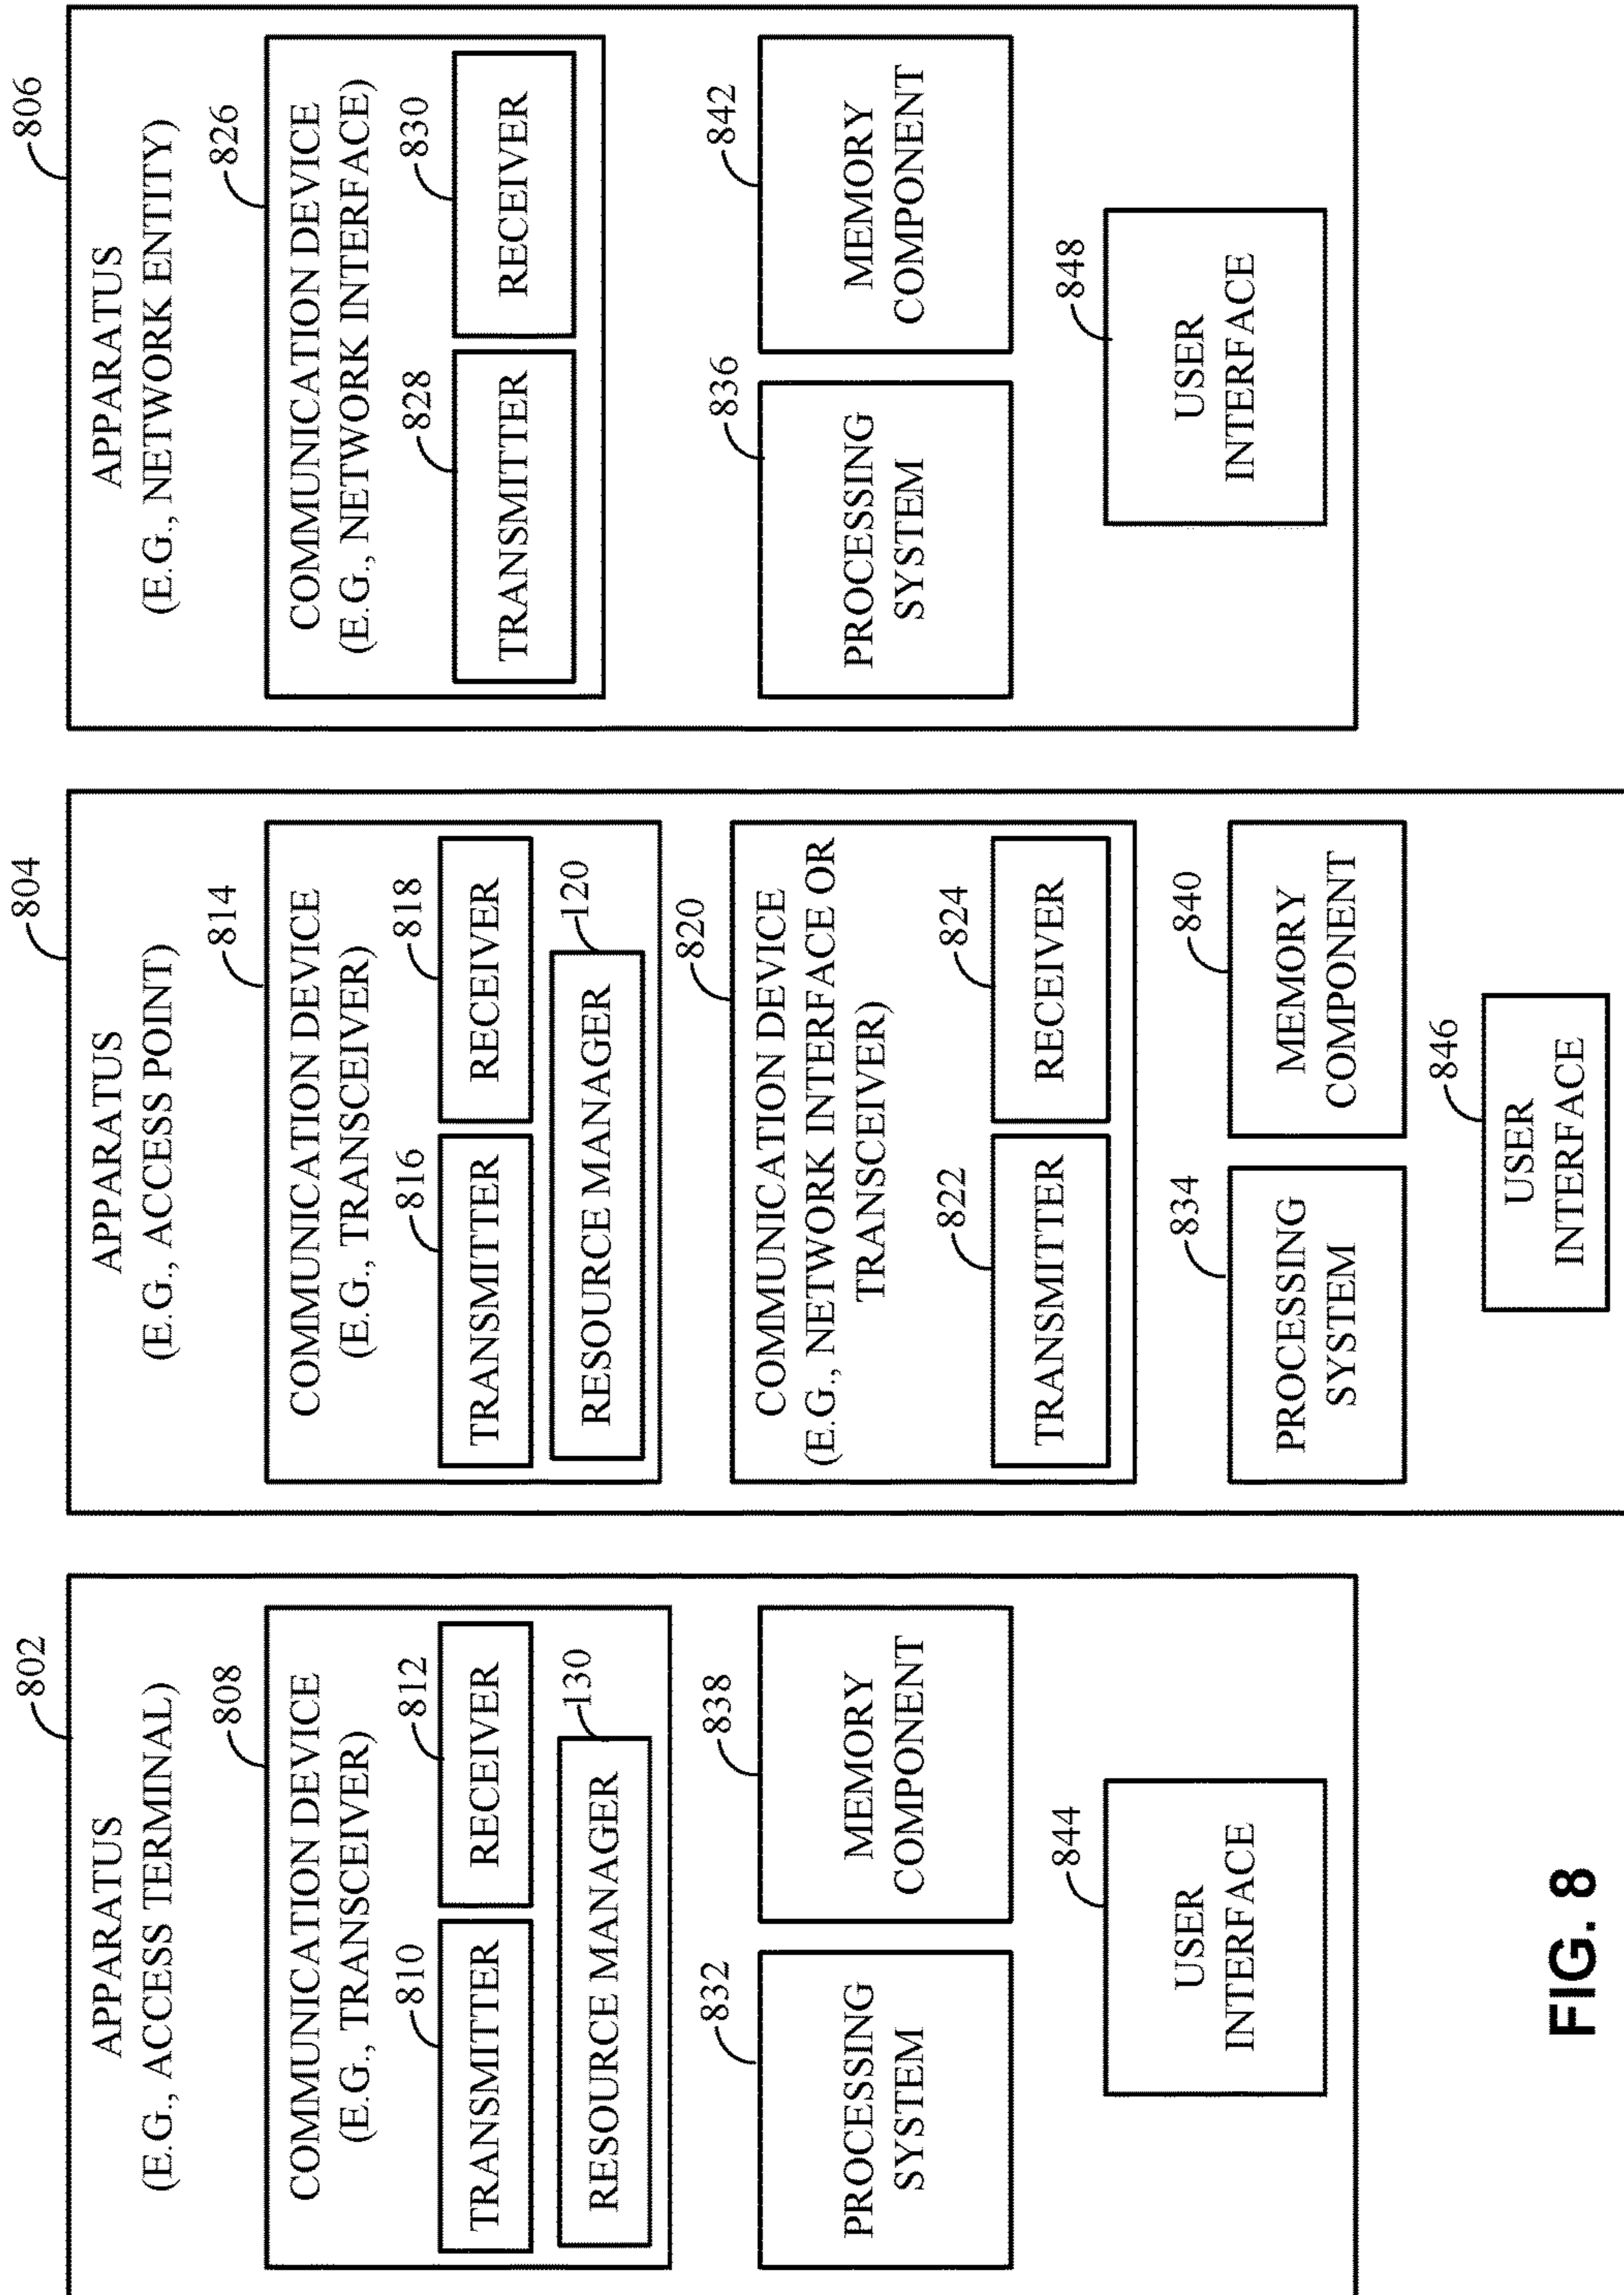 802
APPARATUS
(E.G., ACCESS TERMINAL)
808
COMMUNICATION DEVICE
(E.G., TRANSCEIVER)
810
812
TRANSMITTER
RECEIVER
130
RESOURCE MANAGER
832
838
PROCESSING
SYSTEM
MEMORY
COMPONENT
844
USER
INTERFACE
804
APPARATUS
(E.G., ACCESS POINT)
814
COMMUNICATION DEVICE
(E.G., TRANSCEIVER)
816
818
TRANSMITTER
RECEIVER
120
RESOURCE MANAGER
820
COMMUNICATION DEVICE
(E.G., NETWORK INTERFACE OR
TRANSCEIVER)
822
824
TRANSMITTER
RECEIVER
834
840
PROCESSING
SYSTEM
MEMORY
COMPONENT
846
USER
INTERFACE
806
APPARATUS
(E.G., NETWORK ENTITY)
826
COMMUNICATION DEVICE
(E.G., NETWORK INTERFACE)
828
830
TRANSMITTER
RECEIVER
836
842
PROCESSING
SYSTEM
MEMORY
COMPONENT
848
USER
INTERFACE
FIG. 8